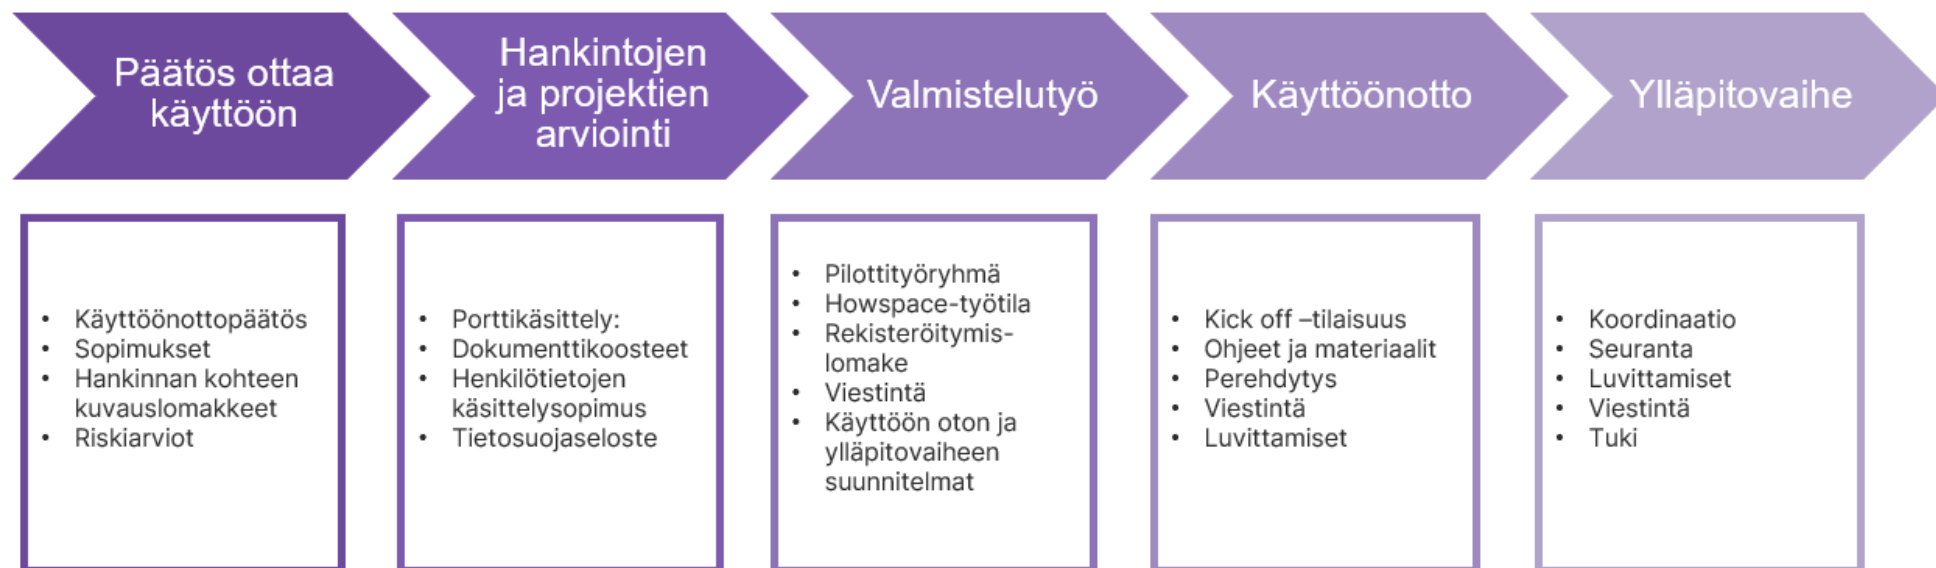 Päätös ottaa
käyttöön
Hankintojen
ja projektien
arviointi
Valmistelutyö
Käyttöönotto
Ylläpitovaihe
• Käyttöönottopäätös
• Sopimukset
• Hankinnan kohteen
kuvauslomakkeet
• Riskiarviot
• Porttikäsittely:
• Dokumenttikoosteet
• Henkilötietojen
käsittelysopimus
• Tietosuojaseloste
• Pilottityöryhmä
• Howspace-työtila
• Rekisteröitymis-
lomake
• Viestintä
• Käyttöön oton ja
ylläpitovaiheen
suunnitelmat
• Kick off –tilaisuus
• Ohjeet ja materiaalit
• Perehdytys
• Viestintä
• Luvittamiset
• Koordinaatio
• Seuranta
• Luvittamiset
• Viestintä
• Tuki